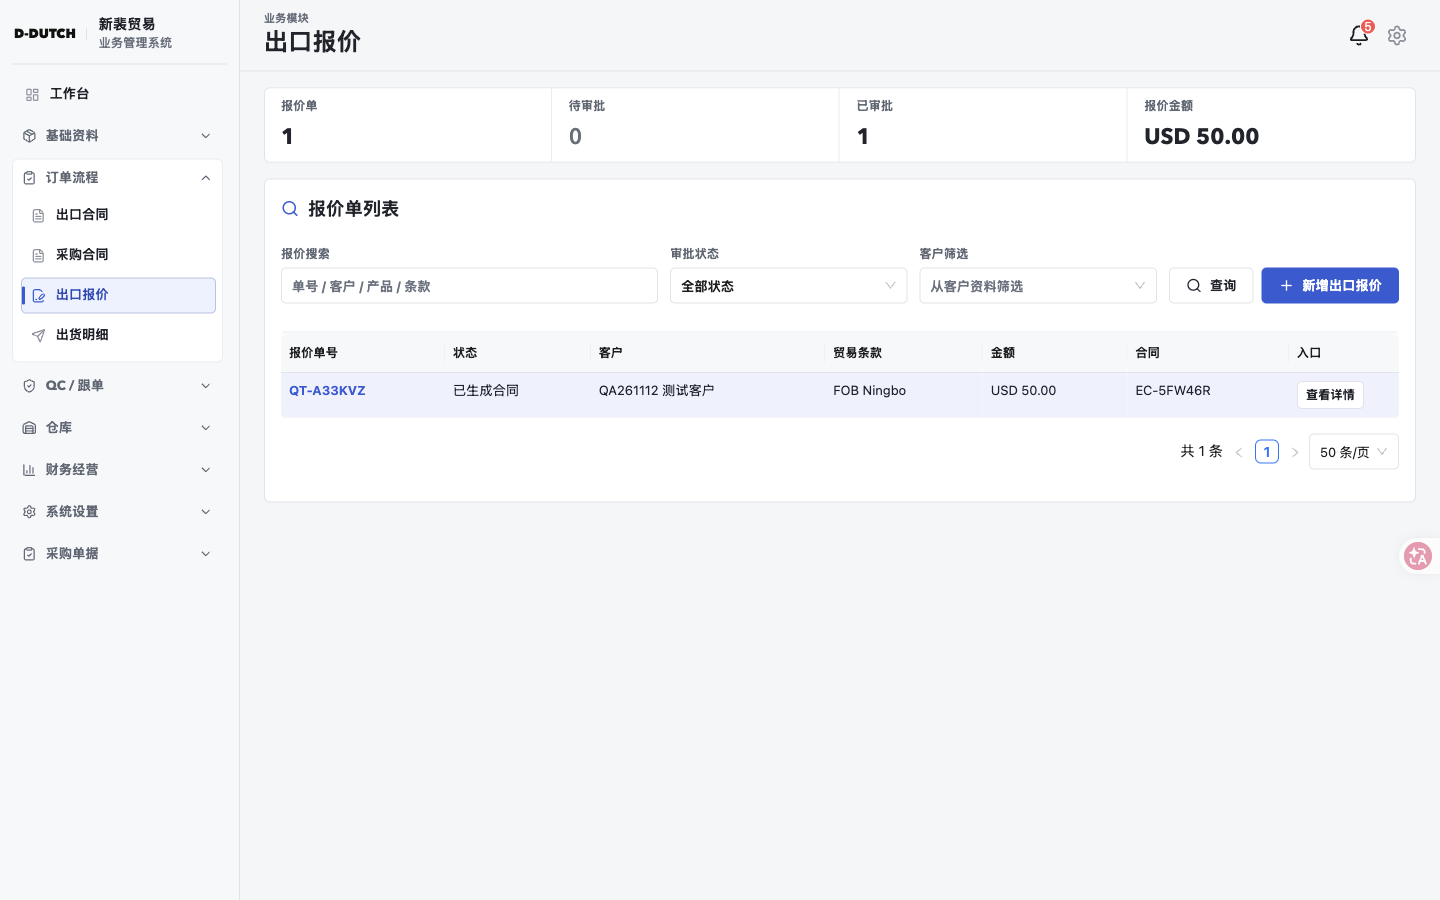 D-DUTCH
新裴贸易
业务管理系统
工作台
基础资料
订单流程
出口合同
采购合同
出口报价
出货明细
QC / 跟单
仓库
财务经营
系统设置
采购单据
业务模块
出口报价
5
报价单
1
待审批
0
已审批
1
报价金额
USD 50.00
报价单列表
报价搜索
单号 / 客户 / 产品 / 条款
审批状态
全部状态
客户筛选
从客户资料筛选
查询
新增出口报价
报价单号 状态 客户 贸易条款 金额 合同 入口
QT-A33KVZ 已生成合同 QA261112 测试客户 FOB Ningbo USD 50.00 EC-5FW46R 查看详情
共 1 条 1 50 条/页